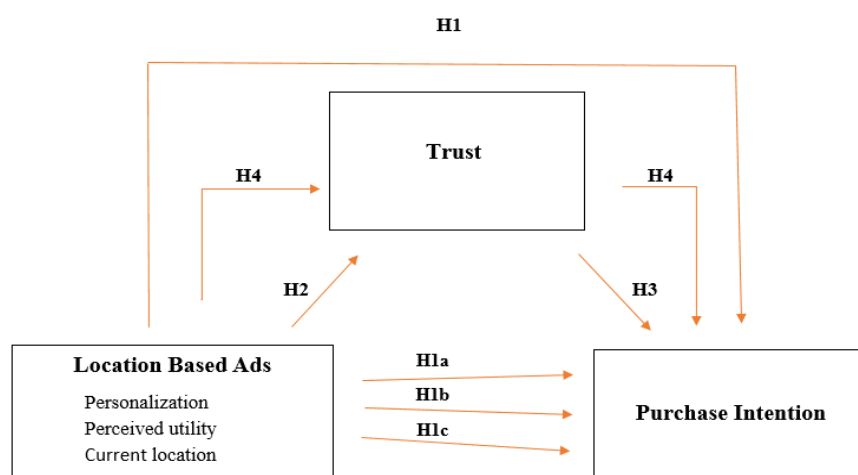 H1
Trust
H4
H4
H2
H3
Location Based Ads
Personalization
Perceived utility
Current location
H1a
H1b
H1c
Purchase Intention